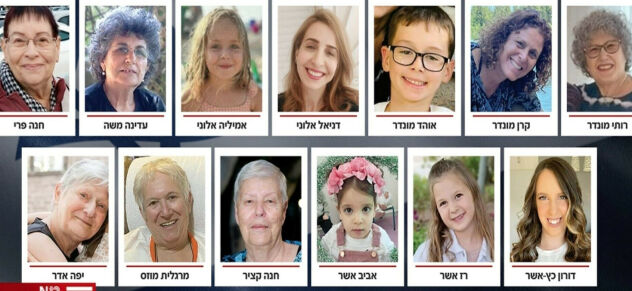 חנה פרי
עדינה משה
אמיליה אלוני
דניאל אלוני
אוהד מונדר
קרן מונדר
רותי מונדר
יפה אדר
מרגלית מוזס
חנה קציר
אביב אשר
רז אשר
דורון כץ-אשר